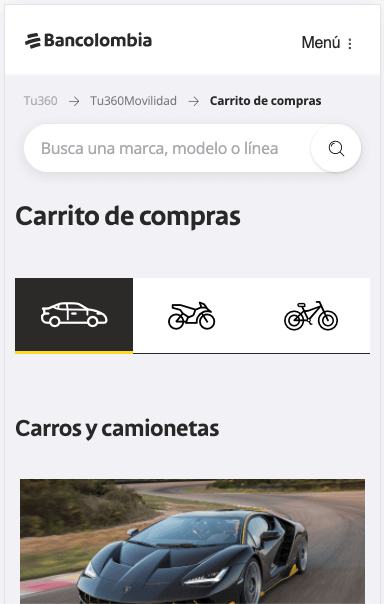 Bancolombia
Menú
Tu360 → Tu360Movilidad → Carrito de compras
Busca una marca, modelo o línea
Carrito de compras
Carros y camionetas